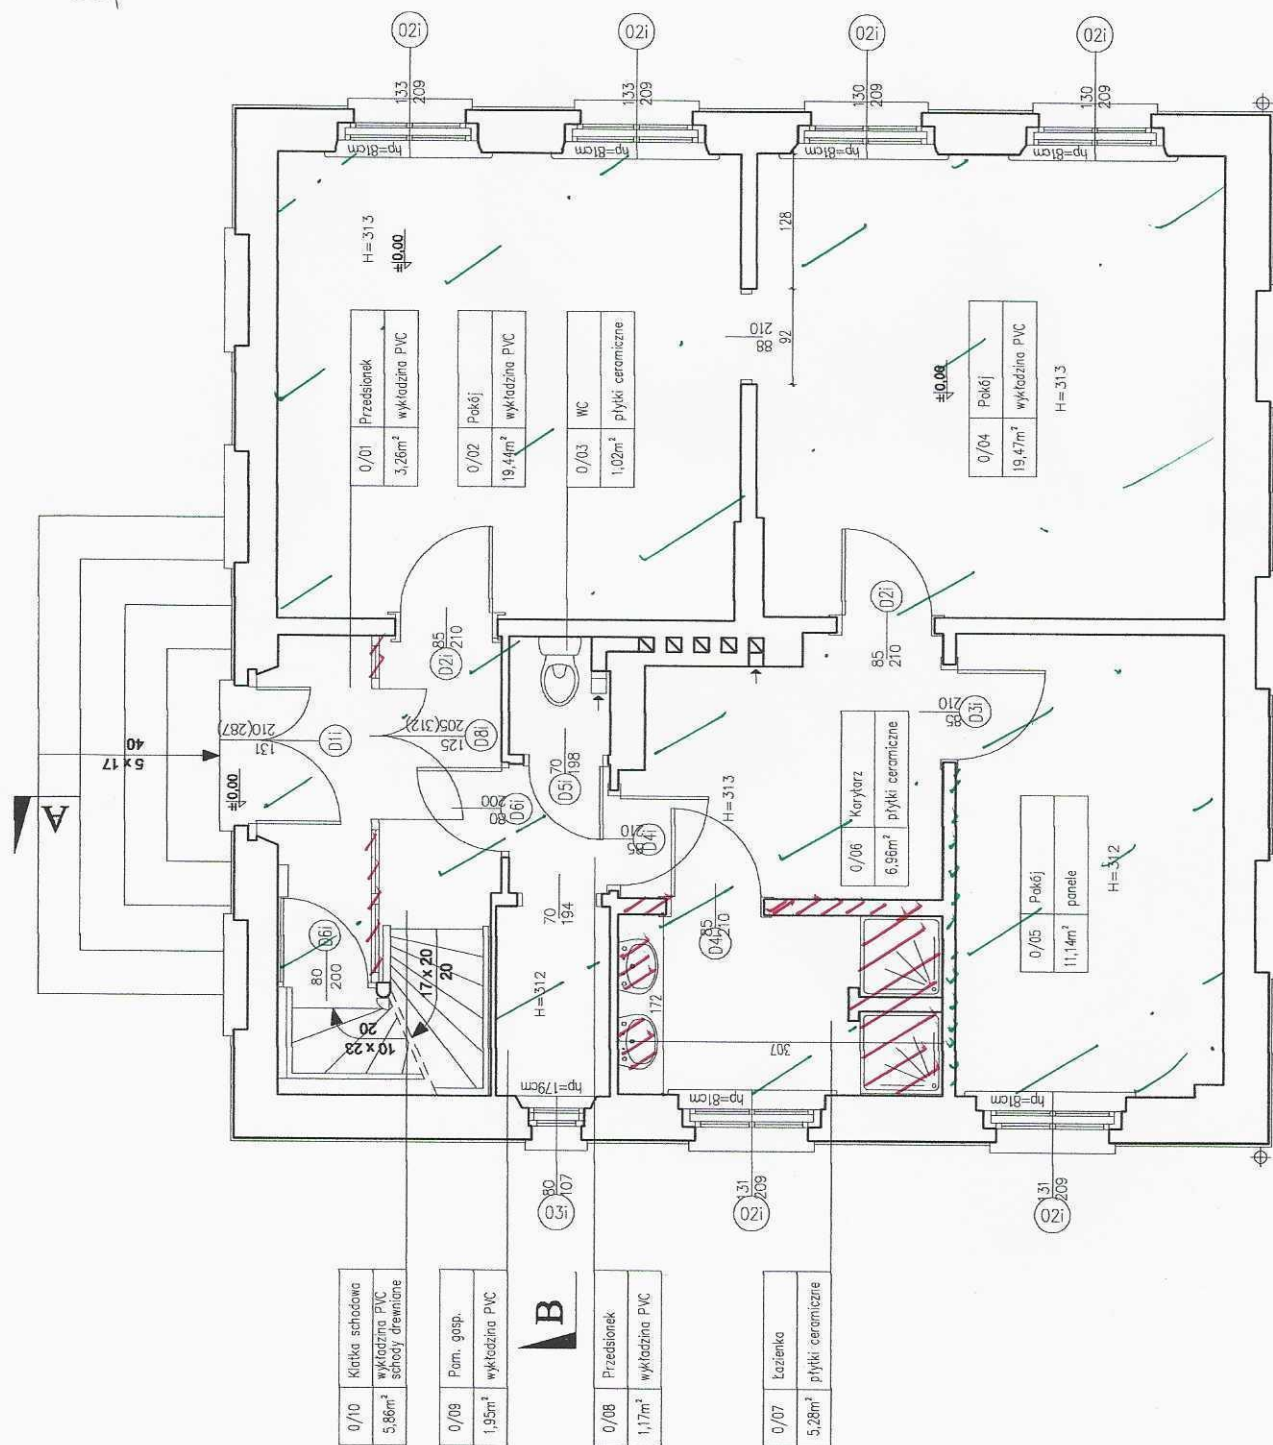 02i
02i
02i
02i
133
209
133
209
130
209
130
209
hp=81cm
hp=81cm
hp=81cm
hp=81cm
H=313
±0,00
128
92
88
210
0/01 Przedsionek
3,26m² wykładzina PVC
0/02 Pokój
19,44m² wykładzina PVC
0/03 WC
1,02m² płytki ceramiczne
0/04 Pokój
19,47m² wykładzina PVC
±0,00
H=313
5 x 17
40
A
±0,00
D1i
131
210(287)
D8i
125
205(312)
D2i
85
210
D6i
80
200
D5i
70
198
D4i
85
210
D2i
85
210
D3i
85
210
H=313
0/06 Korytarz
6,96m² płytki ceramiczne
0/05 Pokój
11,14m² panele
H=312
D6i
80
200
17 x 20
20
10 x 23
20
70
194
H=312
D4i
85
210
172
307
hp=179cm
hp=81cm
hp=81cm
80
107
03i
131
209
02i
131
209
02i
B
0/10 Klatka schodowa
5,86m² wykładzina PVC
schody drewniane
0/09 Pom. gosp.
1,95m² wykładzina PVC
0/08 Przedsionek
1,17m² wykładzina PVC
0/07 Łazienka
5,28m² płytki ceramiczne